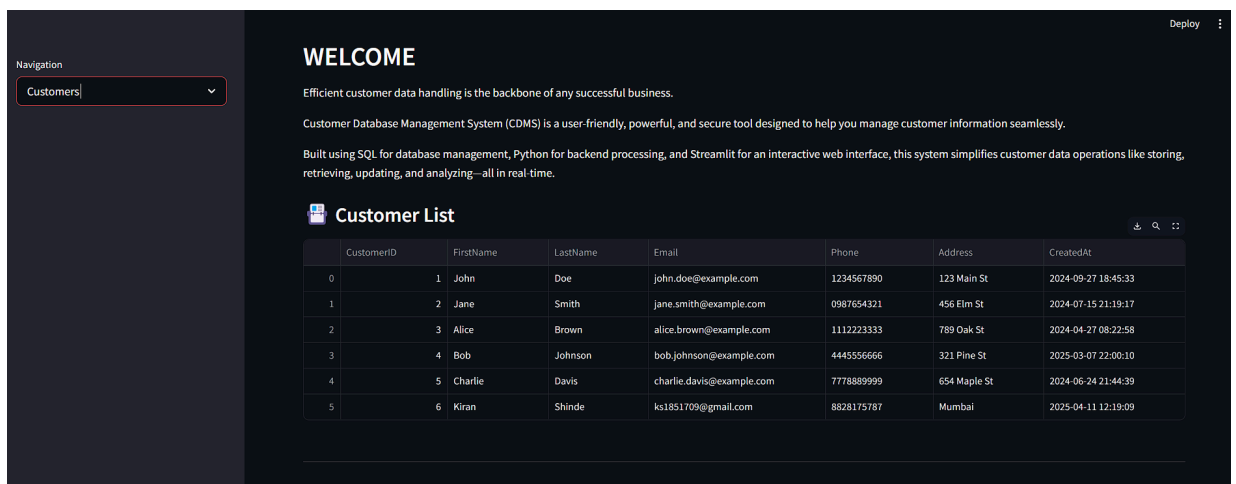 Deploy
Navigation
Customers
WELCOME
Efficient customer data handling is the backbone of any successful business.
Customer Database Management System (CDMS) is a user-friendly, powerful, and secure tool designed to help you manage customer information seamlessly.
Built using SQL for database management, Python for backend processing, and Streamlit for an interactive web interface, this system simplifies customer data operations like storing,
retrieving, updating, and analyzing—all in real-time.
Customer List
CustomerID FirstName LastName Email Phone Address CreatedAt
0 1 John Doe john.doe@example.com 1234567890 123 Main St 2024-09-27 18:45:33
1 2 Jane Smith jane.smith@example.com 0987654321 456 Elm St 2024-07-15 21:19:17
2 3 Alice Brown alice.brown@example.com 1112223333 789 Oak St 2024-04-27 08:22:58
3 4 Bob Johnson bob.johnson@example.com 4445556666 321 Pine St 2025-03-07 22:00:10
4 5 Charlie Davis charlie.davis@example.com 7778889999 654 Maple St 2024-06-24 21:44:39
5 6 Kiran Shinde ks1851709@gmail.com 8828175787 Mumbai 2025-04-11 12:19:09